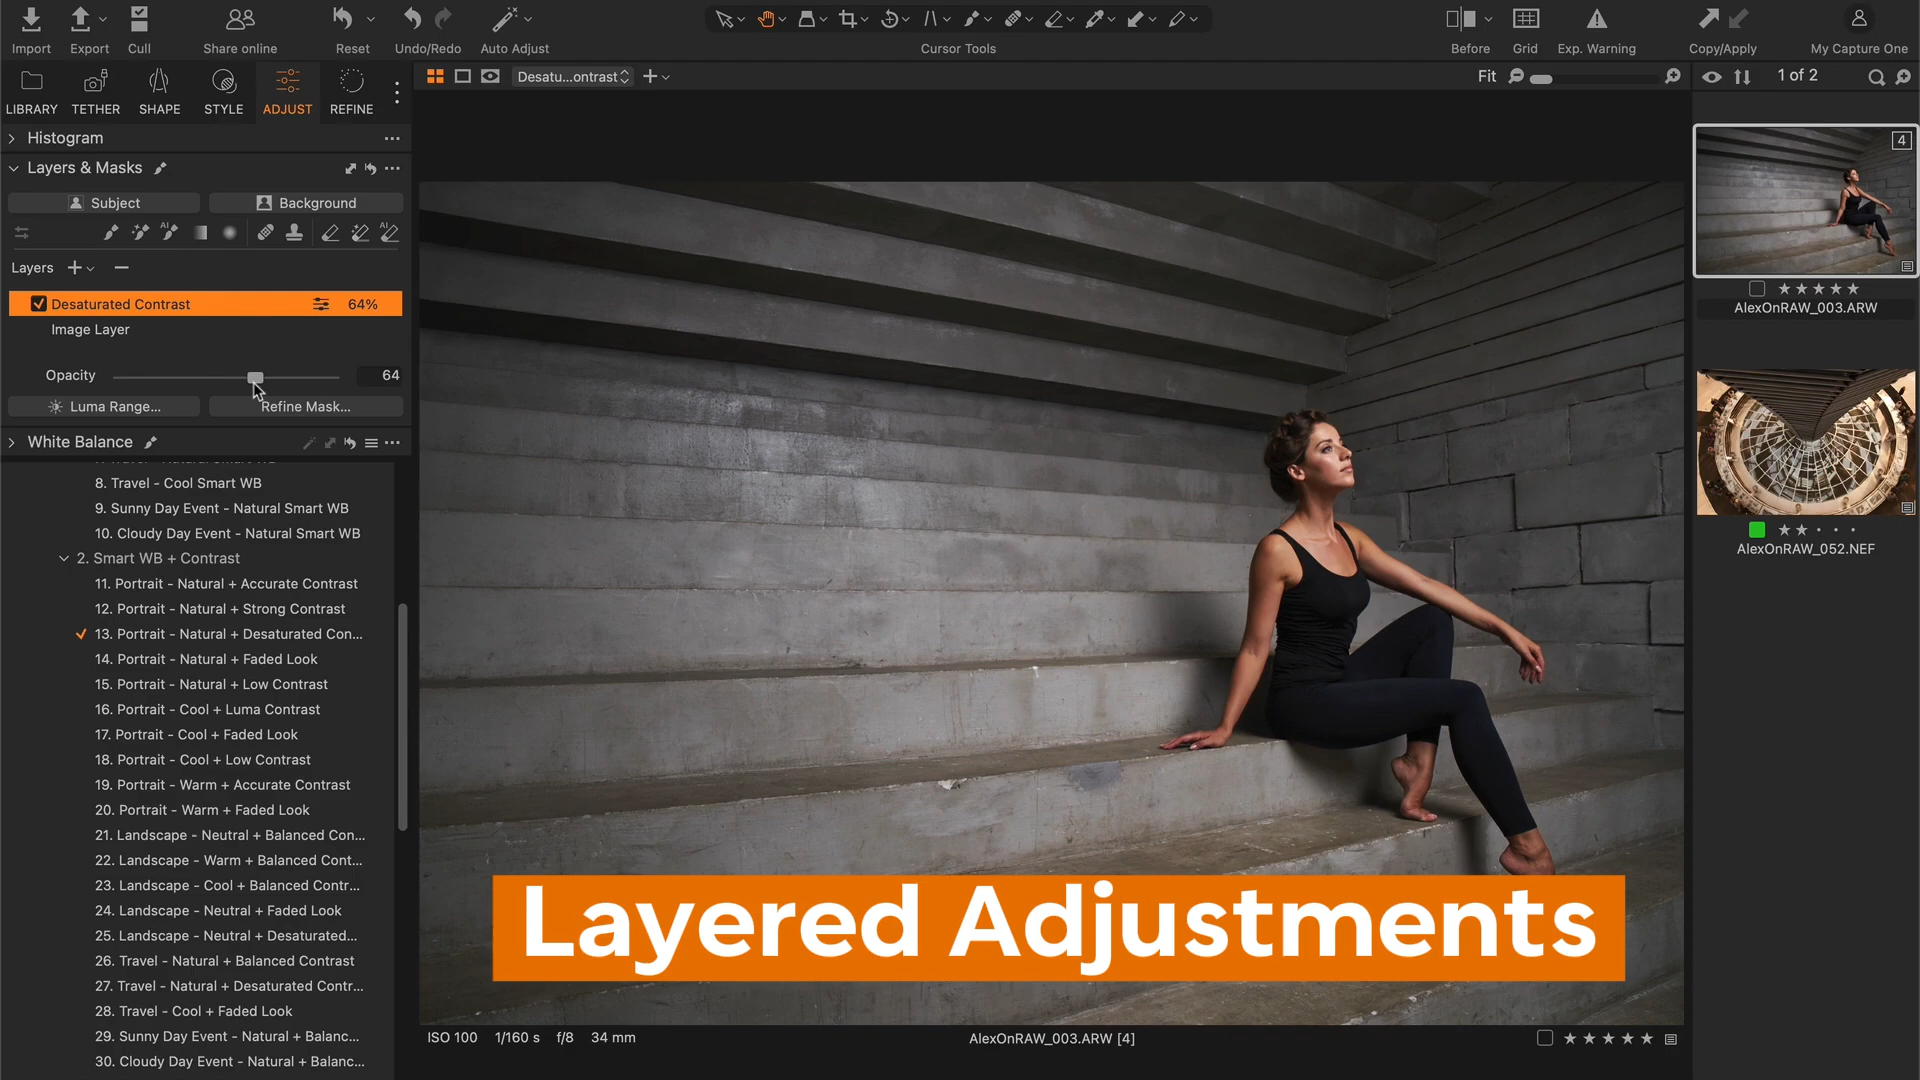 Import
Export
Cull
Share online
Reset
Undo/Redo
Auto Adjust
Cursor Tools
Before
Grid
Exp. Warning
Copy/Apply
My Capture One
LIBRARY
TETHER
SHAPE
STYLE
ADJUST
REFINE
Desatu...ontrast
Fit
1 of 2
Histogram
Layers & Masks
Subject
Background
AI
AI
Layers
Desaturated Contrast 64%
Image Layer
Opacity 64
Luma Range...
Refine Mask...
White Balance
8. Travel - Cool Smart WB
9. Sunny Day Event - Natural Smart WB
10. Cloudy Day Event - Natural Smart WB
2. Smart WB + Contrast
11. Portrait - Natural + Accurate Contrast
12. Portrait - Natural + Strong Contrast
13. Portrait - Natural + Desaturated Con...
14. Portrait - Natural + Faded Look
15. Portrait - Natural + Low Contrast
16. Portrait - Cool + Luma Contrast
17. Portrait - Cool + Faded Look
18. Portrait - Cool + Low Contrast
19. Portrait - Warm + Accurate Contrast
20. Portrait - Warm + Faded Look
21. Landscape - Neutral + Balanced Con...
22. Landscape - Warm + Balanced Cont...
23. Landscape - Cool + Balanced Contr...
24. Landscape - Neutral + Faded Look
25. Landscape - Neutral + Desaturated...
26. Travel - Natural + Balanced Contrast
27. Travel - Natural + Desaturated Contr...
28. Travel - Cool + Faded Look
29. Sunny Day Event - Natural + Balanc...
30. Cloudy Day Event - Natural + Balanc...
Layered Adjustments
ISO 100 1/160 s f/8 34 mm
AlexOnRAW_003.ARW [4]
4
AlexOnRAW_003.ARW
AlexOnRAW_052.NEF